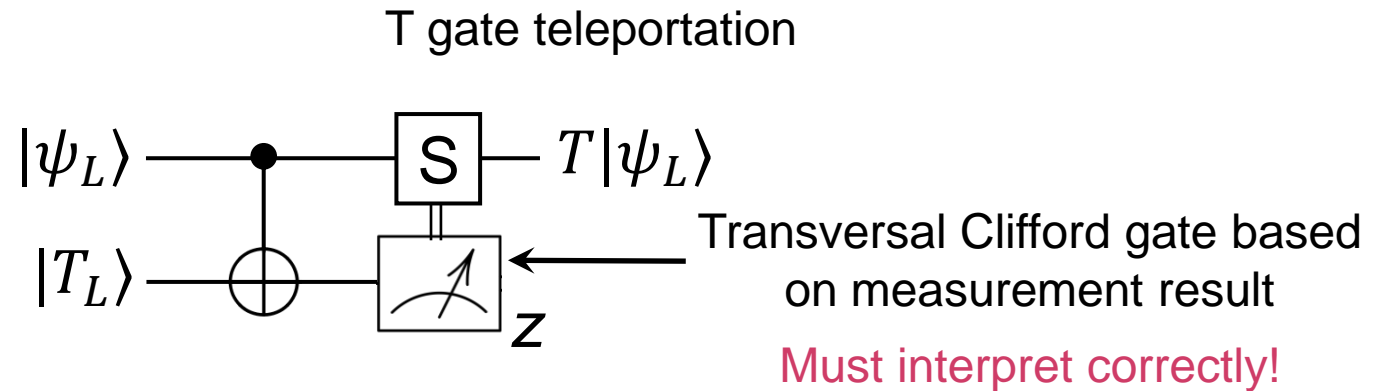 T gate teleportation
|ψ_L⟩ S T|ψ_L⟩
|T_L⟩ Z
Transversal Clifford gate based
on measurement result
Must interpret correctly!